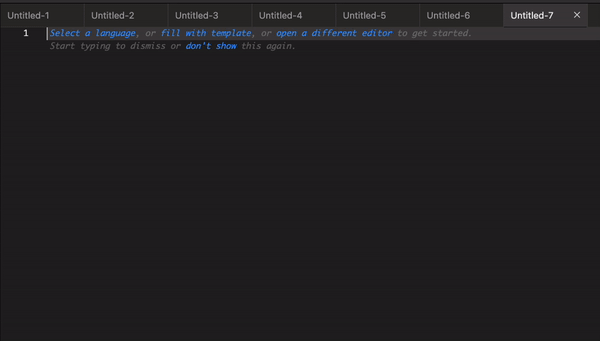 Untitled-1 Untitled-2 Untitled-3 Untitled-4 Untitled-5 Untitled-6 Untitled-7 ×
1 Select a language, or fill with template, or open a different editor to get started.
Start typing to dismiss or don't show this again.